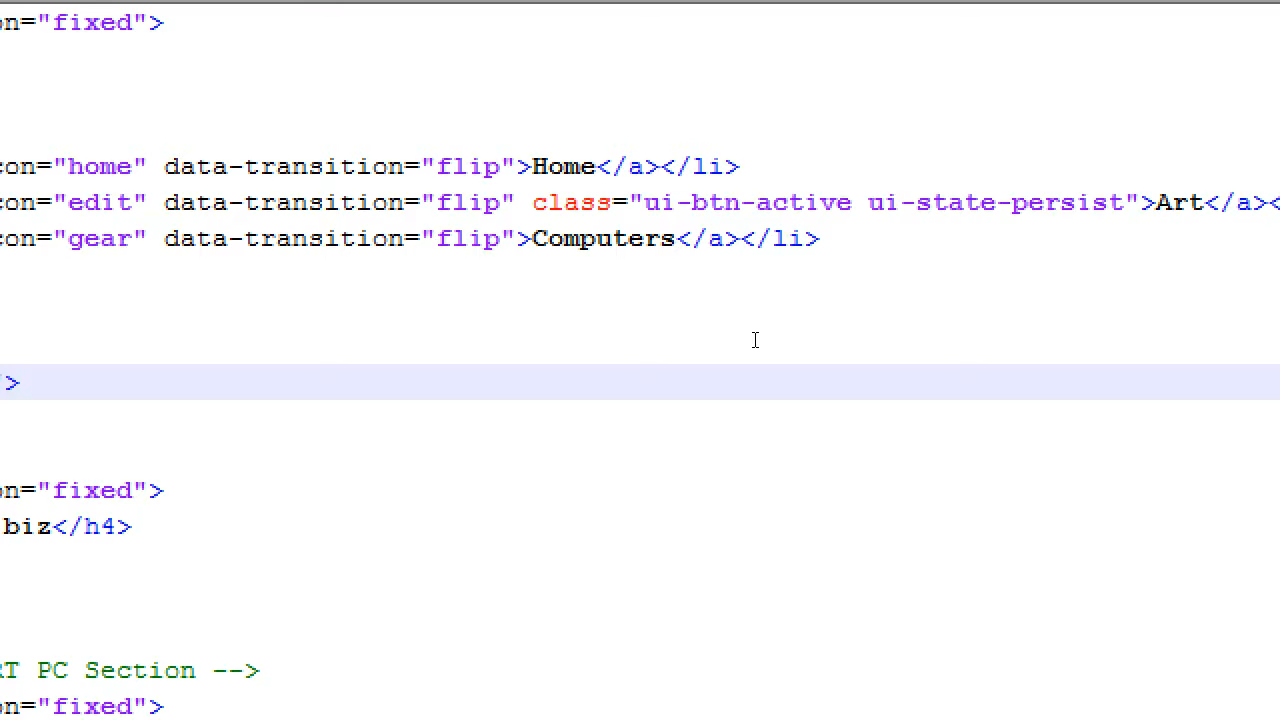 on="fixed">
con="home" data-transition="flip">Home</a></li>
con="edit" data-transition="flip" class="ui-btn-active ui-state-persist">Art</a><
con="gear" data-transition="flip">Computers</a></li>
">
on="fixed">
biz</h4>
RT PC Section -->
on="fixed">